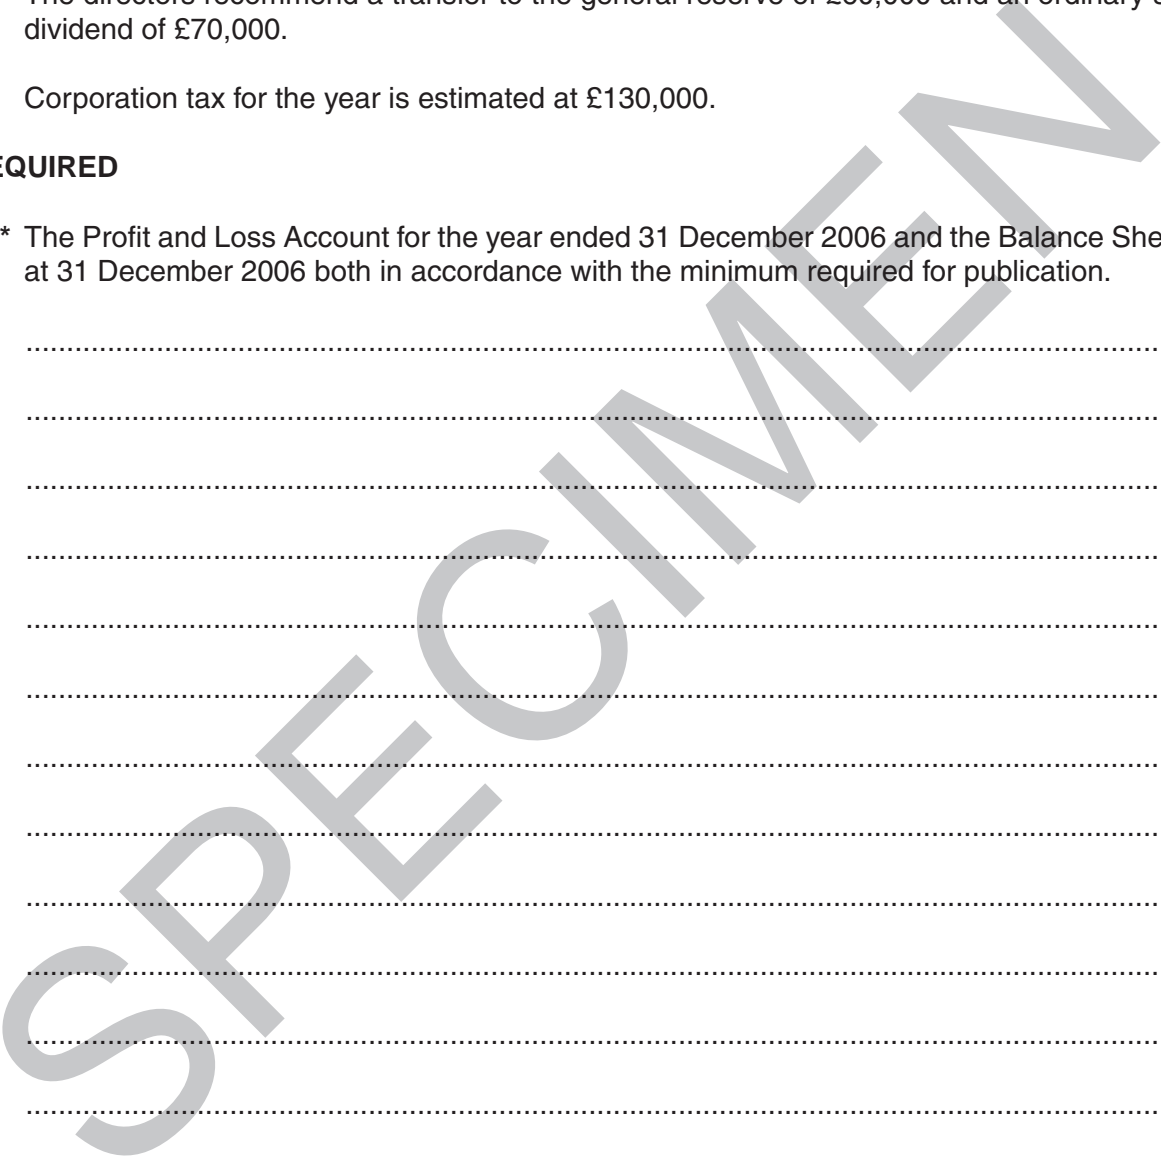 dividend of £70,000.
Corporation tax for the year is estimated at £130,000.
EQUIRED
* The Profit and Loss Account for the year ended 31 December 2006 and the Balance She
at 31 December 2006 both in accordance with the minimum required for publication.
SPECIMEN